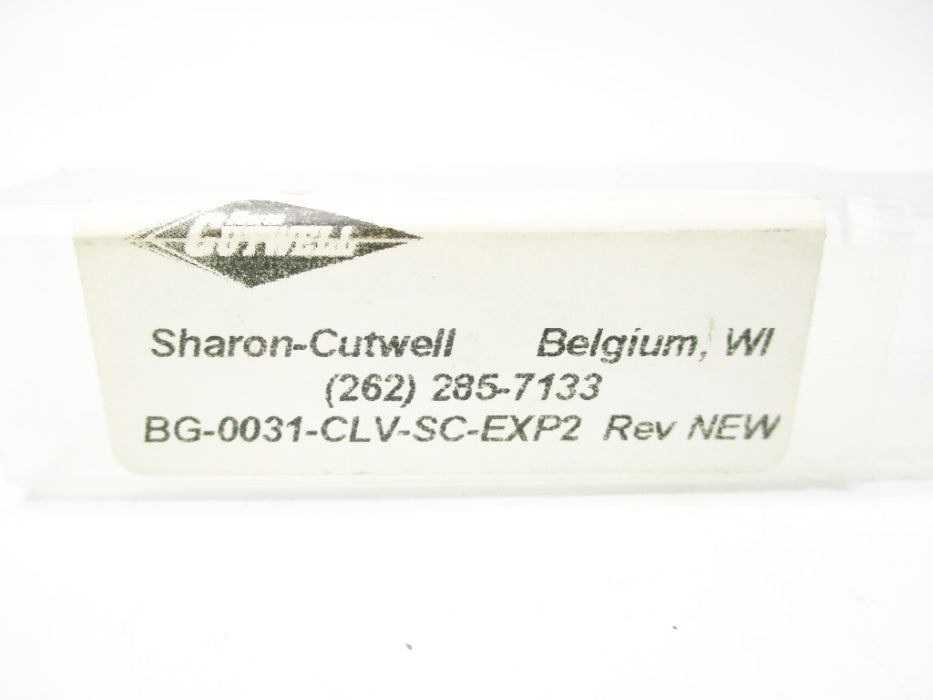 CUTWELL
Sharon-Cutwell Belgium, WI
(262) 285-7133
BG-0031-CLV-SC-EXP2 Rev NEW